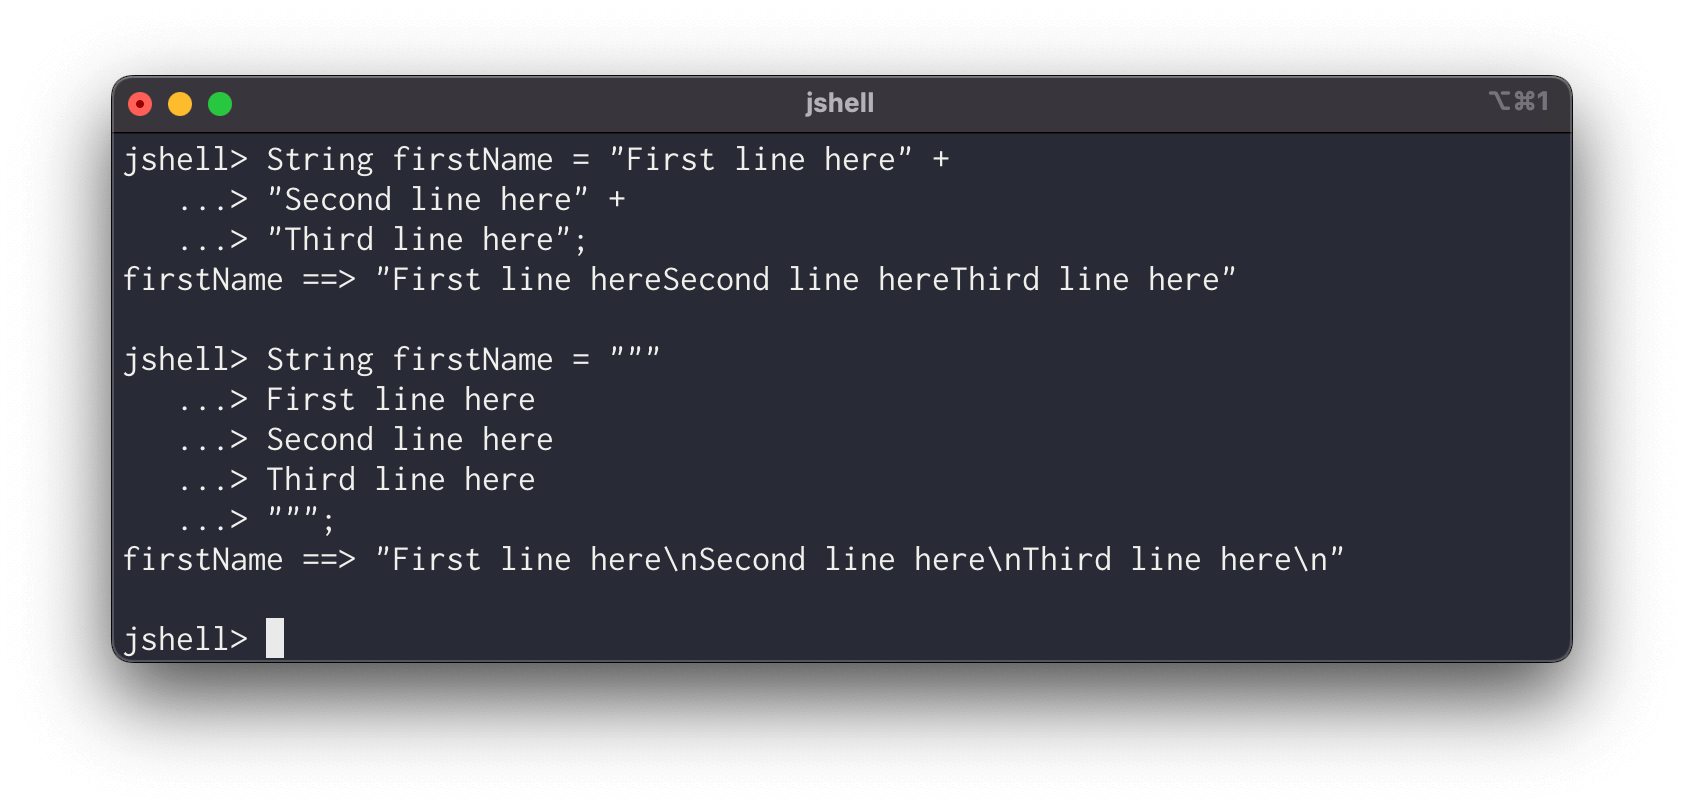 jshell
⌥⌘1
jshell> String firstName = "First line here" +
   ...> "Second line here" +
   ...> "Third line here";
firstName ==> "First line hereSecond line hereThird line here"
jshell> String firstName = """
   ...> First line here
   ...> Second line here
   ...> Third line here
   ...> """;
firstName ==> "First line here\nSecond line here\nThird line here\n"
jshell>